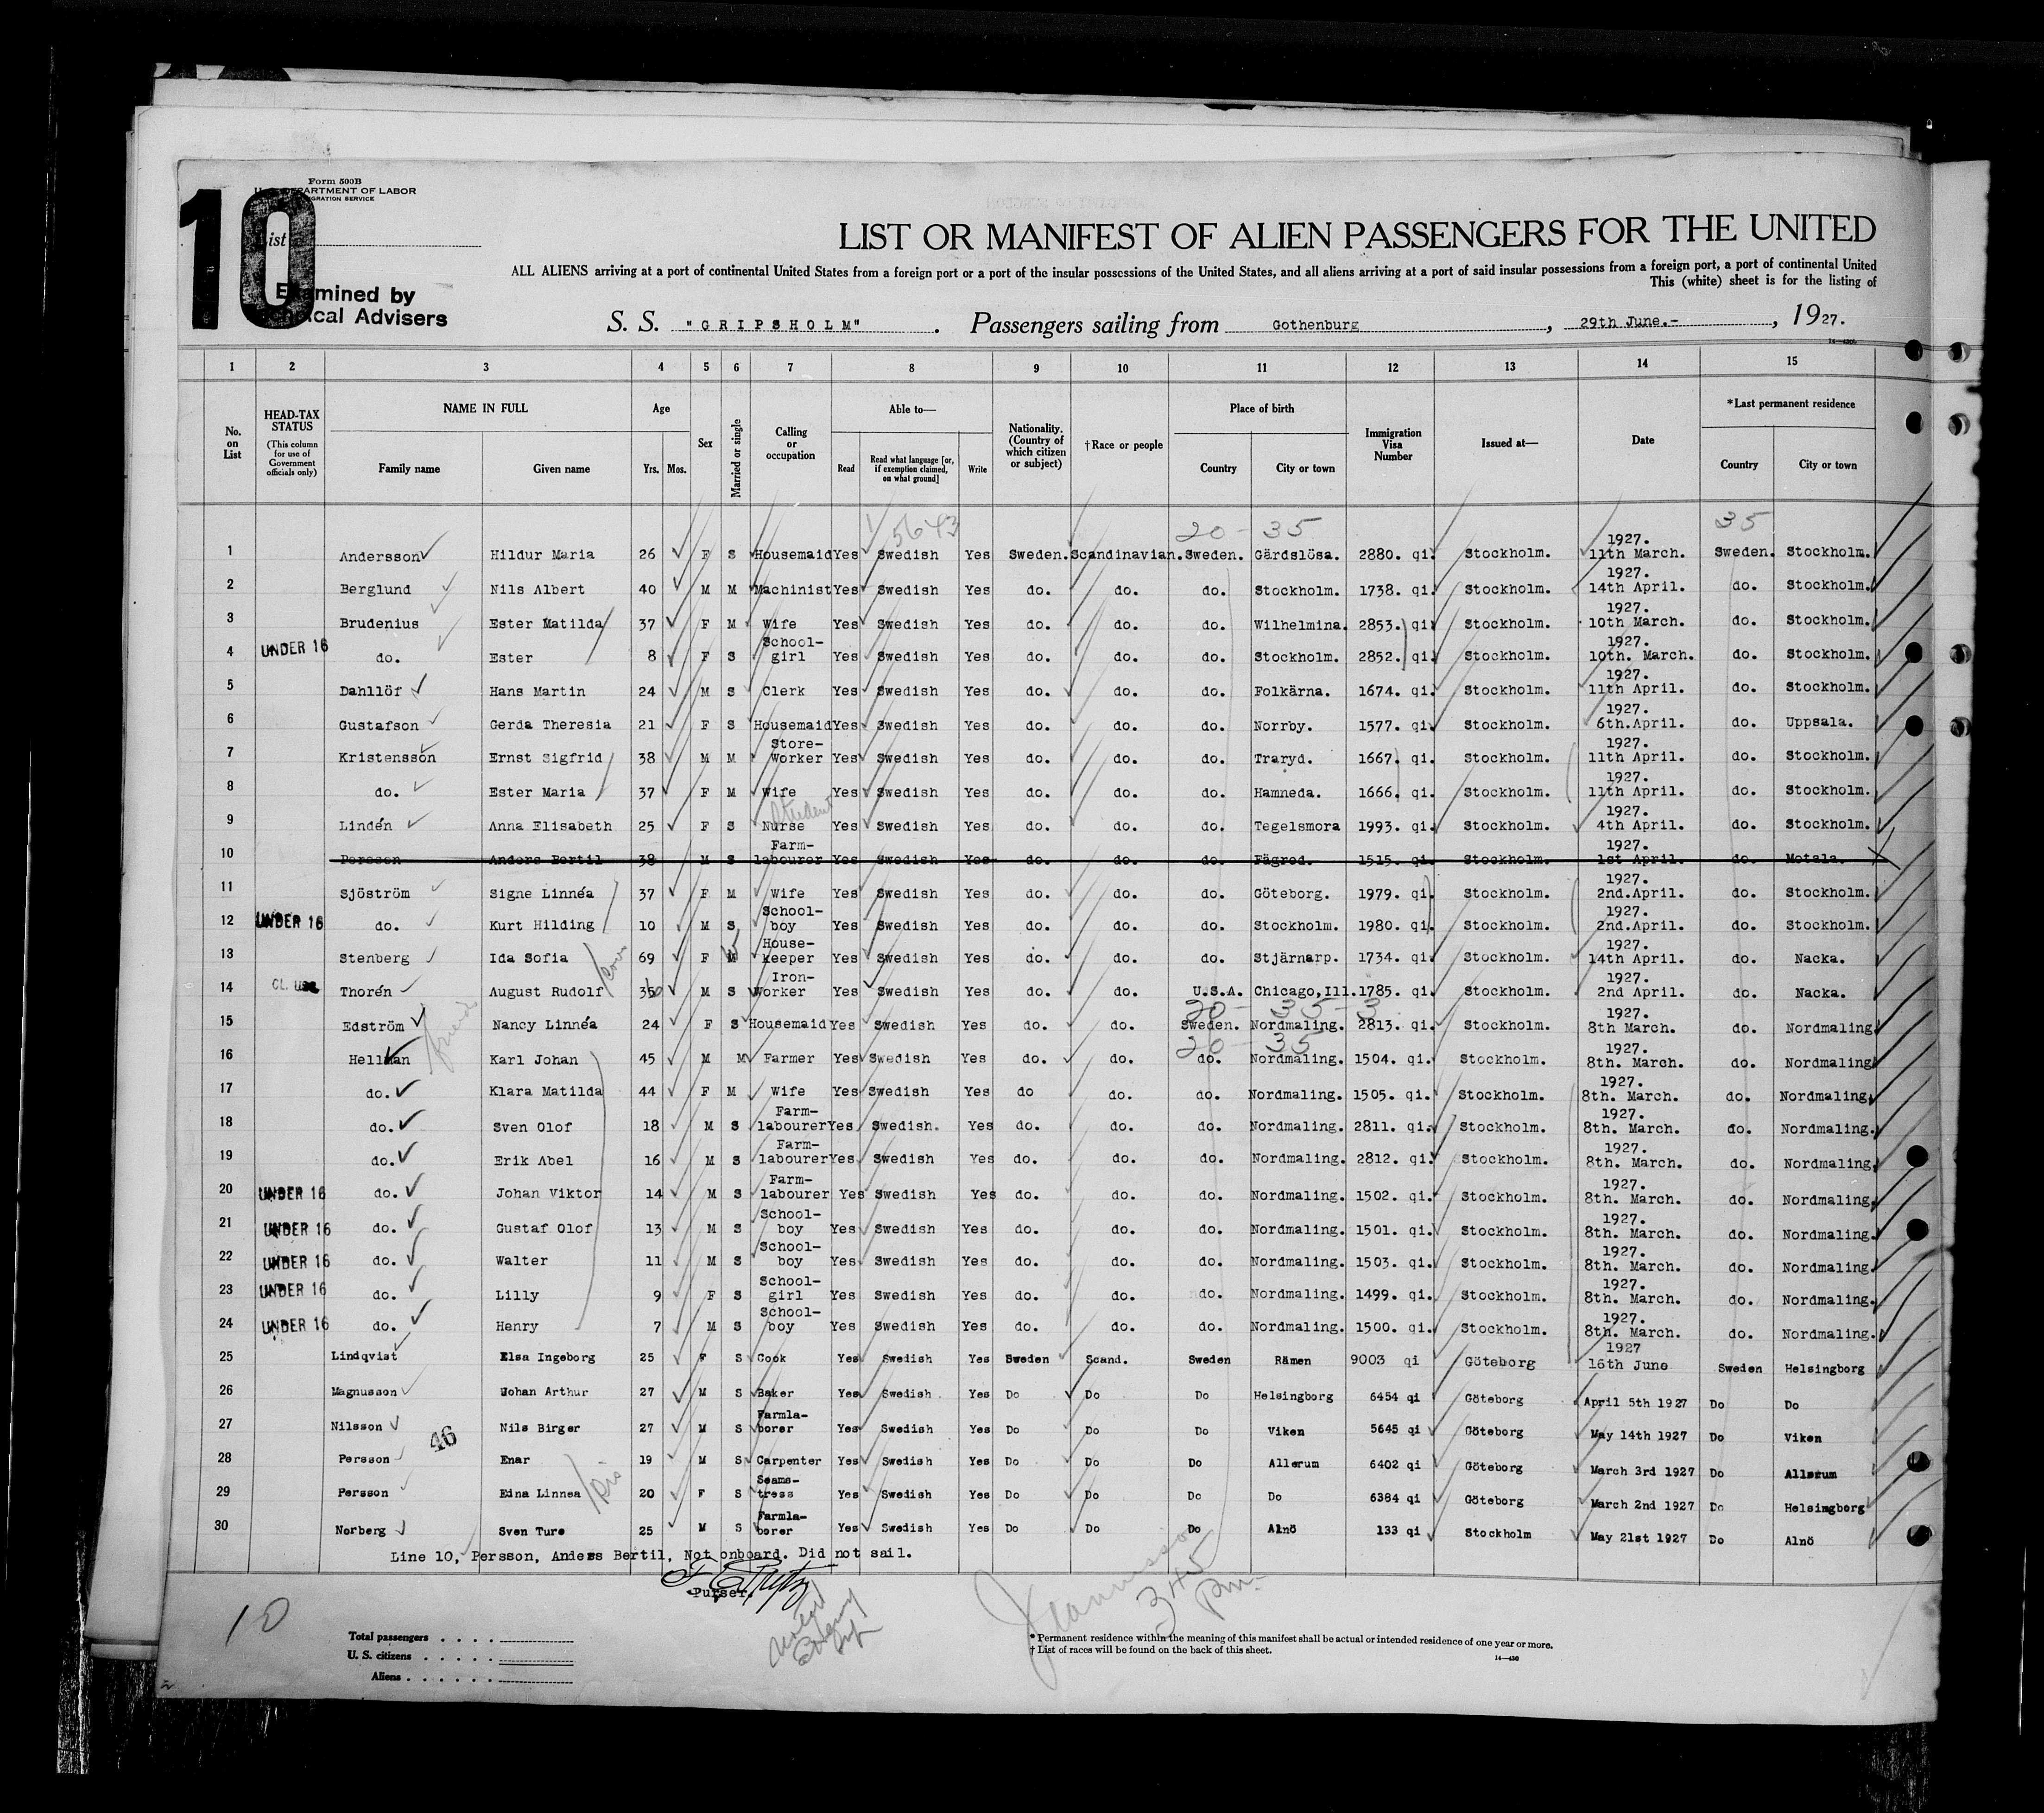 10
Form 500B
U. S. DEPARTMENT OF LABOR
IMMIGRATION SERVICE
List
Examined by
Technical Advisers
LIST OR MANIFEST OF ALIEN PASSENGERS FOR THE UNITED
ALL ALIENS arriving at a port of continental United States from a foreign port or a port of the insular possessions of the United States, and all aliens arriving at a port of said insular possessions from a foreign port, a port of continental United
This (white) sheet is for the listing of
S. S. "GRIPSHOLM". Passengers sailing from Gothenburg, 29th June.-, 1927.
14—430
1 2 3 4 5 6 7 8 9 10 11 12 13 14 15
No. on List
HEAD-TAX STATUS (This column for use of Government officials only)
NAME IN FULL Family name Given name
Age Yrs. Mos.
Sex
Married or single
Calling or occupation
Able to— Read Read what language [or, if exemption claimed, on what ground] Write
Nationality. (Country of which citizen or subject)
†Race or people
Place of birth Country City or town
Immigration Visa Number
Issued at—
Date
*Last permanent residence Country City or town
5643 20 - 35 35
1 Andersson Hildur Maria 26 F S Housemaid Yes Swedish Yes Sweden. Scandinavian. Sweden. Gärdslösa. 2880. qi. Stockholm. 1927. 11th March. Sweden. Stockholm.
2 Berglund Nils Albert 40 M M Machinist Yes Swedish Yes do. do. do. Stockholm. 1738. qi. Stockholm. 1927. 14th April. do. Stockholm.
3 Brudenius Ester Matilda 37 F M Wife Yes Swedish Yes do. do. do. Wilhelmina. 2853. qi. Stockholm. 1927. 10th March. do. Stockholm.
4 UNDER 16 do. Ester 8 F S School-girl Yes Swedish Yes do. do. do. Stockholm. 2852. qi. Stockholm. 1927. 10th. March. do. Stockholm.
5 Dahllöf Hans Martin 24 M S Clerk Yes Swedish Yes do. do. do. Folkärna. 1674. qi. Stockholm. 1927. 11th April. do. Stockholm.
6 Gustafson Gerda Theresia 21 F S Housemaid Yes Swedish Yes do. do. do. Norrby. 1577. qi. Stockholm. 1927. 6th.April. do. Uppsala.
7 Kristensson Ernst Sigfrid 38 M M Store-worker Yes Swedish Yes do. do. do. Traryd. 1667. qi. Stockholm. 1927. 11th April. do. Stockholm.
8 do. Ester Maria 37 F M Wife Yes Swedish Yes do. do. do. Hamneda. 1666. qi. Stockholm. 1927. 11th April. do. Stockholm.
9 Lindén Anna Elisabeth 25 F S Student Nurse Yes Swedish Yes do. do. do. Tegelsmora 1993. qi. Stockholm. 1927. 4th April. do. Stockholm.
10 Persson Anders Bertil 38 M S Farm-labourer Yes Swedish Yes do. do. do. Fägred. 1515. qi. Stockholm. 1927. 1st April. do. Motala.
11 Sjöström Signe Linnéa 37 F M Wife Yes Swedish Yes do. do. do. Göteborg. 1979. qi. Stockholm. 1927. 2nd.April. do. Stockholm.
12 UNDER 16 do. Kurt Hilding 10 M S School-boy Yes Swedish Yes do. do. do. Stockholm. 1980. qi. Stockholm. 1927. 2nd.April. do. Stockholm.
13 Stenberg Ida Sofia 69 F M House-keeper Yes Swedish Yes do. do. do. Stjärnarp. 1734. qi. Stockholm. 1927. 14th April. do. Nacka.
14 Thorén August Rudolf M S Iron-Worker Yes Swedish Yes do. do. U.S.A. Chicago,Ill. 1785. qi. Stockholm. 1927. 2nd April. do. Nacka.
20 - 35 - 3
15 Edström Nancy Linnéa 24 F S Housemaid Yes Swedish Yes do. do. Sweden. Nordmaling. 2813. qi. Stockholm. 1927. 8th March. do. Nordmaling
20 - 35
friends
16 Hellman Karl Johan 45 M M Farmer Yes Swedish Yes do. do. do. Nordmaling. 1504. qi. Stockholm. 1927. 8th. March. do. Nordmaling
17 do. Klara Matilda 44 F M Wife Yes Swedish Yes do do. do. Nordmaling. 1505. qi. Stockholm. 1927. 8th. March. do. Nordmaling.
18 do. Sven Olof 18 M S Farm-labourer Yes Swedish. Yes do. do. do. Nordmaling. 2811. qi. Stockholm. 1927. 8th. March. do. Nordmaling.
19 do. Erik Abel 16 M S Farm-labourer Yes Swedish Yes do. do. do. Nordmaling. 2812. qi. Stockholm. 1927. 8th. March. do. Nordmaling.
20 UNDER 16 do. Johan Viktor 14 M S Farm-labourer Yes Swedish Yes do. do. do. Nordmaling. 1502. qi. Stockholm. 1927. 8th. March. do. Nordmaling.
21 UNDER 16 do. Gustaf Olof 13 M S School-boy Yes Swedish Yes do. do. do. Nordmaling. 1501. qi. Stockholm. 1927. 8th. March. do. Nordmaling.
22 UNDER 16 do. Walter 11 M S School-boy Yes Swedish Yes do. do. do. Nordmaling. 1503. qi. Stockholm. 1927. 8th. March. do. Nordmaling.
23 UNDER 16 do. Lilly 9 F S School-girl Yes Swedish Yes do. do. do. Nordmaling. 1499. qi. Stockholm. 1927. 8th. March. do. Nordmaling.
24 UNDER 16 do. Henry 7 M S School-boy Yes Swedish Yes do. do. do. Nordmaling. 1500. qi. Stockholm. 1927. 8th. March. do. Nordmaling.
25 Lindqvist Elsa Ingeborg 25 F S Cook Yes Swedish Yes Sweden Scand. Sweden Rämen 9003 qi Göteborg 1927 16th June Sweden Helsingborg
26 Magnusson Johan Arthur 27 M S Baker Yes Swedish Yes Do Do Do Helsingborg 6454 qi Göteborg April 5th 1927 Do Do
27 Nilsson Nils Birger 27 M S Farmla-borer Yes Swedish Yes Do Do Do Viken 5645 qi Göteborg May 14th 1927 Do Viken
46
28 Persson Enar 19 M S Carpenter Yes Swedish Yes Do Do Do Allerum 6402 qi Göteborg March 3rd 1927 Do Allerum
29 Persson Edna Linnea 20 F S Seams-tress Yes Swedish Yes Do Do Do Do 6384 qi Göteborg March 2nd 1927 Do Helsingborg
30 Norberg Sven Ture 25 M S Farmla-borer Yes Swedish Yes Do Do Do Alnö 133 qi Stockholm May 21st 1927 Do Alnö
Line 10, Persson, Anders Bertil, Not onboard. Did not sail.
Purser.
10
345 pm
Total passengers . . . .
U. S. citizens . . . . .
Aliens . . . . . .
* Permanent residence within the meaning of this manifest shall be actual or intended residence of one year or more.
† List of races will be found on the back of this sheet.
14—430